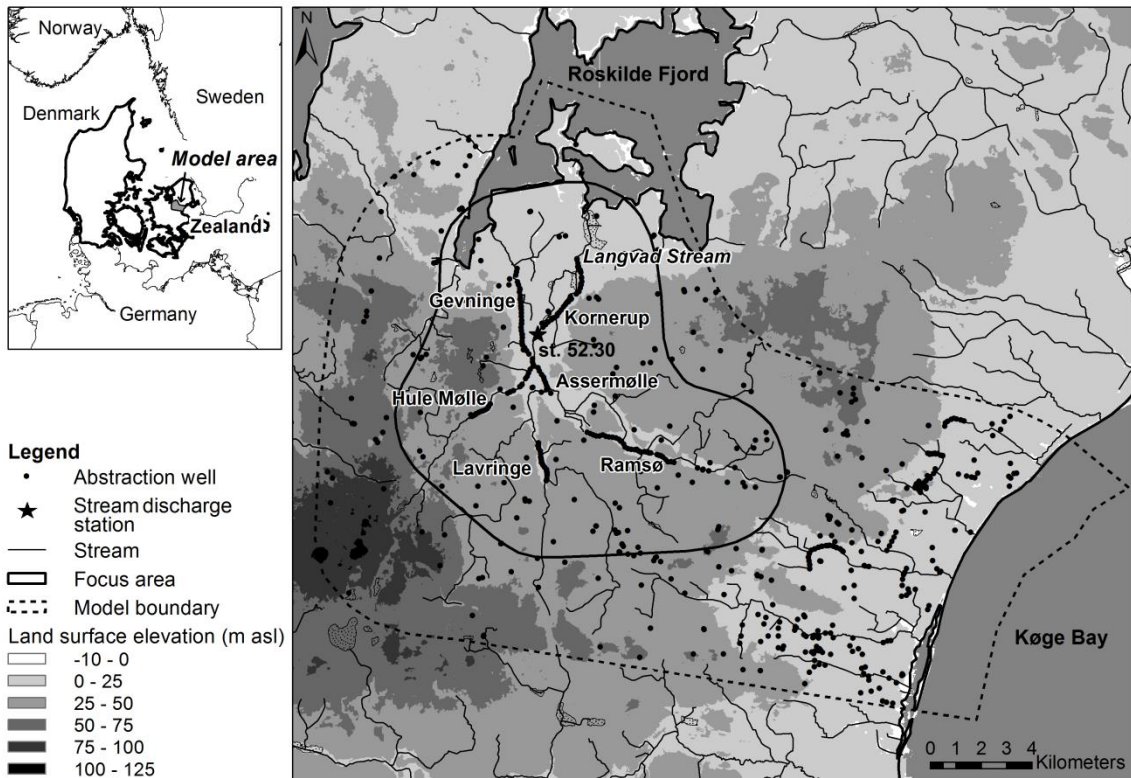 Norway
Sweden
Denmark
Model area
Zealand
Germany
N
Roskilde Fjord
Langvad Stream
Gevninge
Kornerup
st. 52.30
Assermølle
Hule Mølle
Lavringe
Ramsø
Køge Bay
0 1 2 3 4
Kilometers
Legend
Abstraction well
Stream discharge
station
Stream
Focus area
Model boundary
Land surface elevation (m asl)
-10 - 0
0 - 25
25 - 50
50 - 75
75 - 100
100 - 125